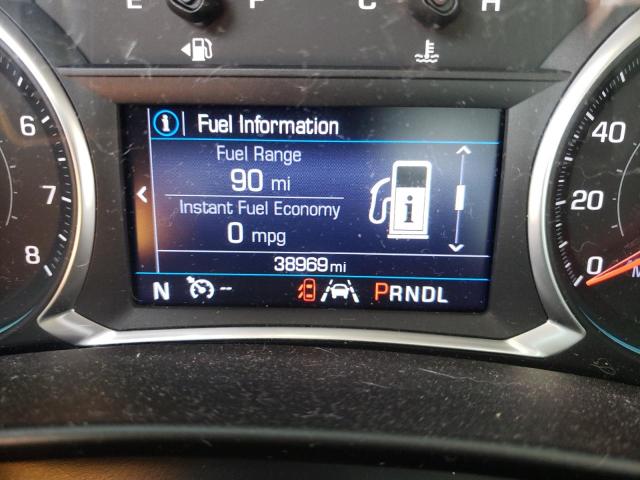 E F C H
i Fuel Information
Fuel Range
90 mi
Instant Fuel Economy
0 mpg
i
38969 mi
N -- PRNDL
6
7
8
40
20
0